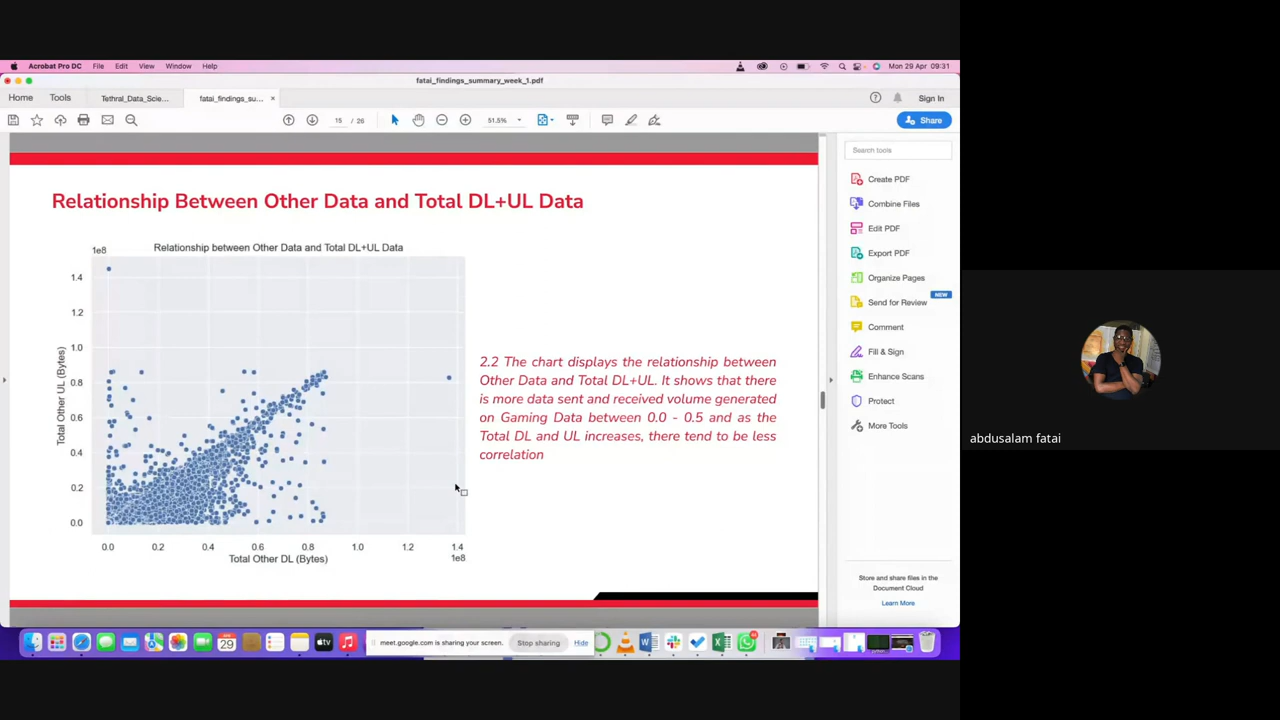 Acrobat Pro DC File Edit View Window Help Mon 29 Apr 09:31
fatai_findings_summary_week_1.pdf
Home Tools Tethral_Data_Scie... fatai_findings_su... × Sign In
15 / 26 51.5% Share
Relationship Between Other Data and Total DL+UL Data
Relationship between Other Data and Total DL+UL Data
1e8
1.4
1.2
1.0
0.8
0.6
0.4
0.2
0.0
Total Other UL (Bytes)
0.0 0.2 0.4 0.6 0.8 1.0 1.2 1.4
Total Other DL (Bytes)
1e8
2.2 The chart displays the relationship between
Other Data and Total DL+UL. It shows that there
is more data sent and received volume generated
on Gaming Data between 0.0 - 0.5 and as the
Total DL and UL increases, there tend to be less
correlation
Search tools
Create PDF
Combine Files
Edit PDF
Export PDF
Organize Pages
Send for Review NEW
Comment
Fill & Sign
Enhance Scans
Protect
More Tools
Store and share files in the
Document Cloud
Learn More
meet.google.com is sharing your screen. Stop sharing Hide
abdusalam fatai